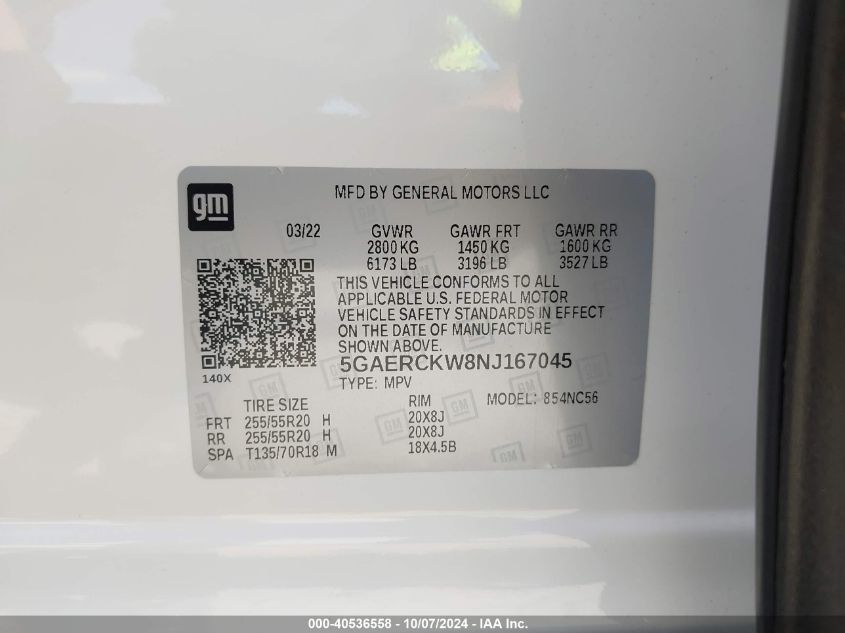 gm
MFD BY GENERAL MOTORS LLC
03/22 GVWR GAWR FRT GAWR RR
2800 KG 1450 KG 1600 KG
6173 LB 3196 LB 3527 LB
THIS VEHICLE CONFORMS TO ALL
APPLICABLE U.S. FEDERAL MOTOR
VEHICLE SAFETY STANDARDS IN EFFECT
ON THE DATE OF MANUFACTURE
SHOWN ABOVE.
5GAERCKW8NJ167045
140X
TYPE: MPV
TIRE SIZE RIM MODEL: 854NC56
FRT 255/55R20 H 20X8J
RR 255/55R20 H 20X8J
SPA T135/70R18 M 18X4.5B
000-40536558 - 10/07/2024 - IAA Inc.